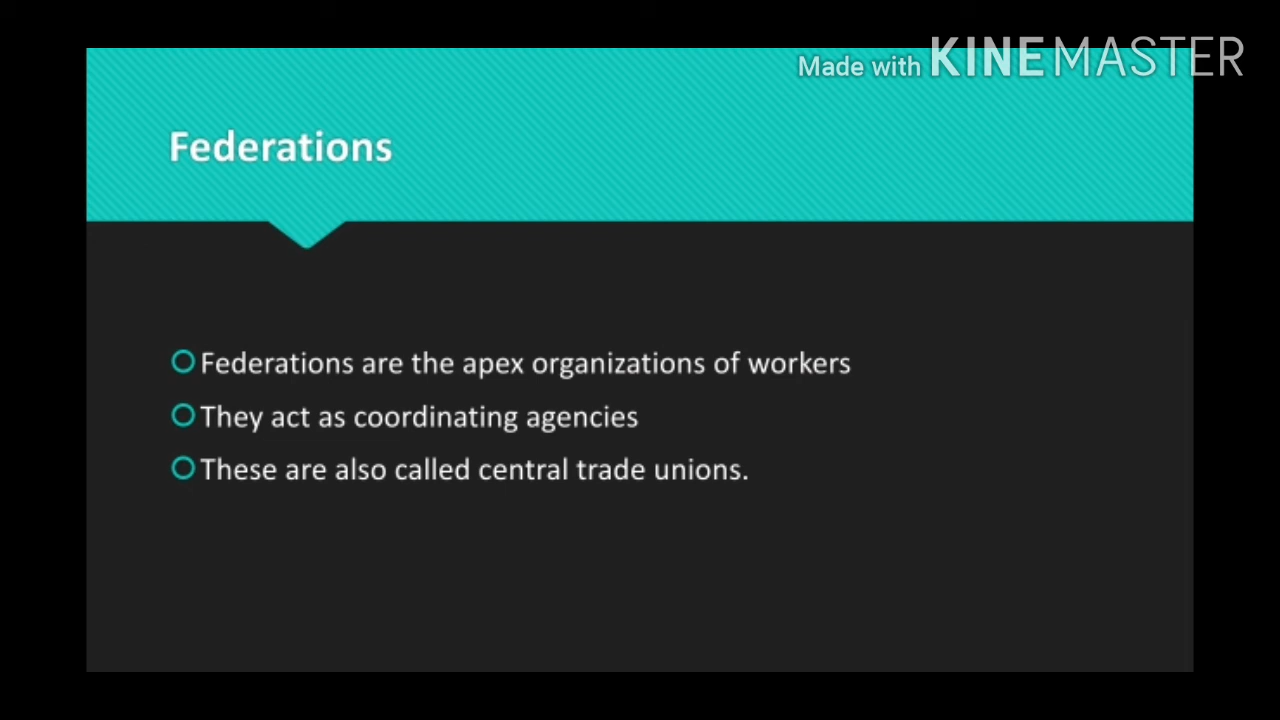 Made with KINEMASTER
Federations
Federations are the apex organizations of workers
They act as coordinating agencies
These are also called central trade unions.